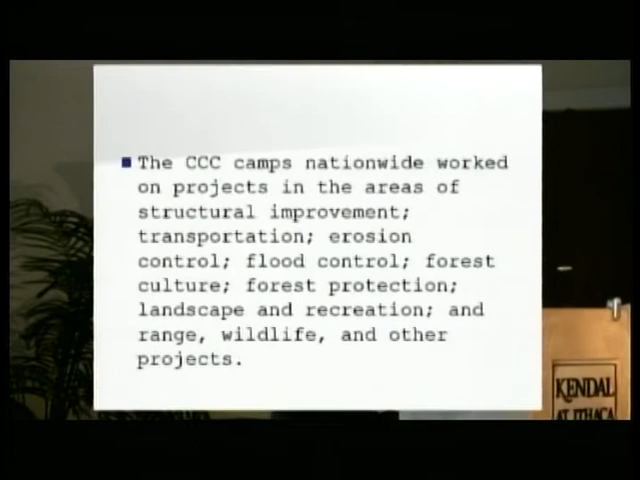 The CCC camps nationwide worked
on projects in the areas of
structural improvement;
transportation; erosion
control; flood control; forest
culture; forest protection;
landscape and recreation; and
range, wildlife, and other
projects.
KENDAL
AT ITHACA